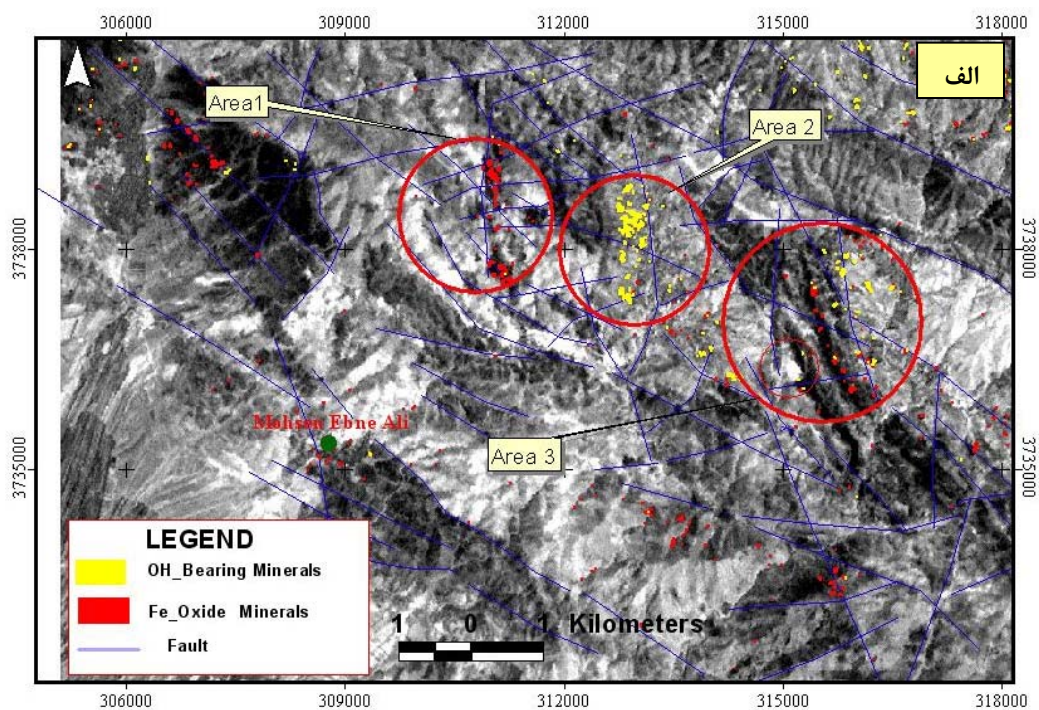 306000 309000 312000 315000 318000
الف
Area1
Area 2
3738000 3738000
Mohsen Ebne Ali
Area 3
3735000 3735000
LEGEND
OH_Bearing Minerals
Fe_Oxide Minerals
Fault
1 0 1 Kilometers
306000 309000 312000 315000 318000